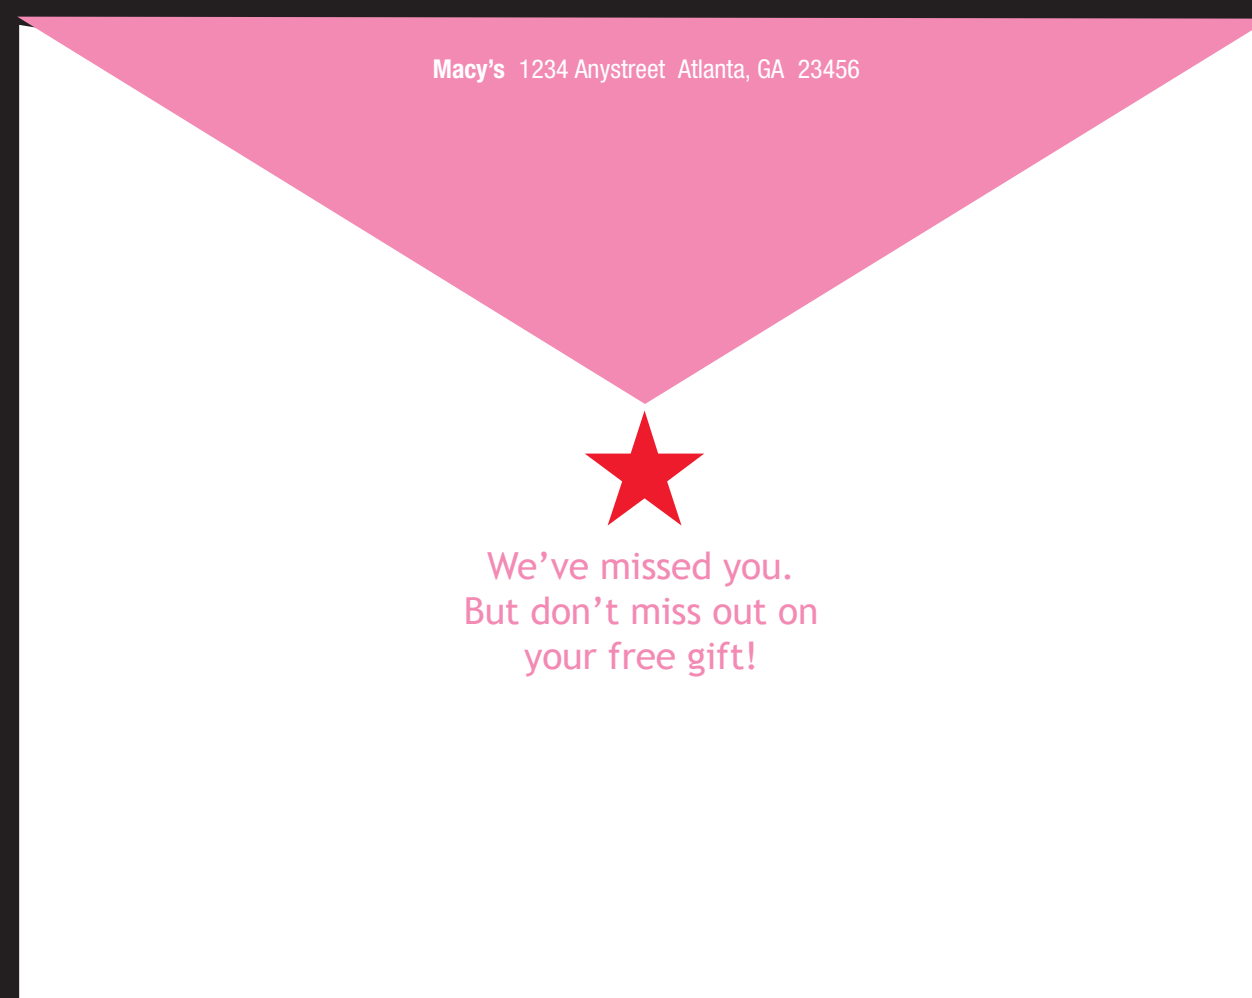 Macy’s 1234 Anystreet Atlanta, GA 23456
We’ve missed you.
But don’t miss out on
your free gift!